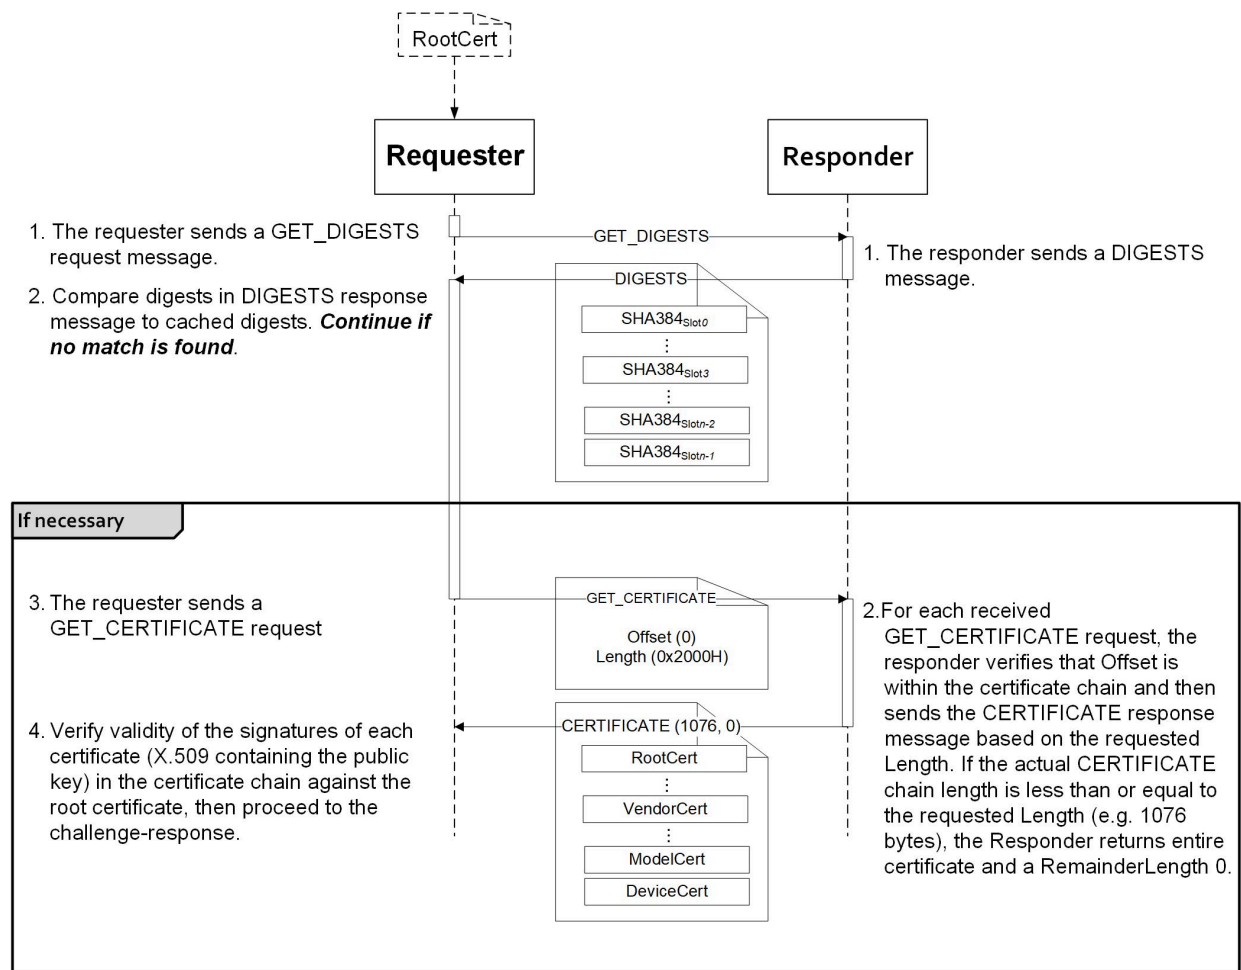 RootCert
Requester
Responder
1. The requester sends a GET_DIGESTS
request message.
2. Compare digests in DIGESTS response
message to cached digests. Continue if
no match is found.
GET_DIGESTS
1. The responder sends a DIGESTS
message.
DIGESTS
SHA384Slot0
⋮
SHA384Slot3
⋮
SHA384Slotn-2
SHA384Slotn-1
If necessary
3. The requester sends a
GET_CERTIFICATE request
GET_CERTIFICATE
Offset (0)
Length (0x2000H)
2.For each received
GET_CERTIFICATE request, the
responder verifies that Offset is
within the certificate chain and then
sends the CERTIFICATE response
message based on the requested
Length. If the actual CERTIFICATE
chain length is less than or equal to
the requested Length (e.g. 1076
bytes), the Responder returns entire
certificate and a RemainderLength 0.
4. Verify validity of the signatures of each
certificate (X.509 containing the public
key) in the certificate chain against the
root certificate, then proceed to the
challenge-response.
CERTIFICATE (1076, 0)
RootCert
⋮
VendorCert
⋮
ModelCert
DeviceCert